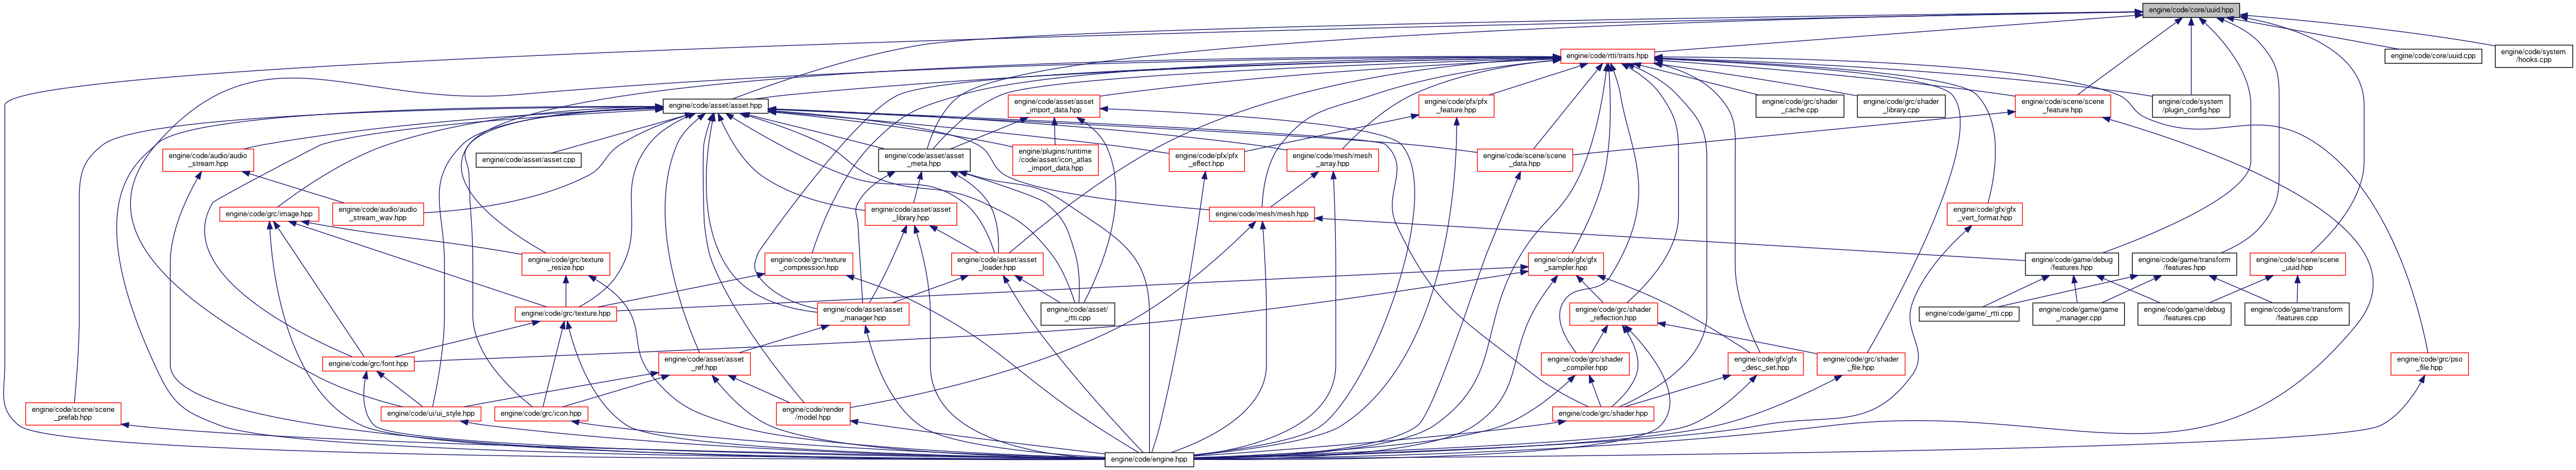 engine/code/core/uuid.hpp
engine/code/rtti/traits.hpp
engine/code/core/uuid.cpp
engine/code/system
/hooks.cpp
engine/code/asset/asset.hpp
engine/code/asset/asset
_import_data.hpp
engine/code/pfx/pfx
_feature.hpp
engine/code/grc/shader
_cache.cpp
engine/code/grc/shader
_library.cpp
engine/code/scene/scene
_feature.hpp
engine/code/system
/plugin_config.hpp
engine/code/audio/audio
_stream.hpp
engine/code/asset/asset.cpp
engine/code/asset/asset
_meta.hpp
engine/plugins/runtime
/code/asset/icon_atlas
_import_data.hpp
engine/code/pfx/pfx
_effect.hpp
engine/code/mesh/mesh
_array.hpp
engine/code/scene/scene
_data.hpp
engine/code/grc/image.hpp
engine/code/audio/audio
_stream_wav.hpp
engine/code/asset/asset
_library.hpp
engine/code/mesh/mesh.hpp
engine/code/gfx/gfx
_vert_format.hpp
engine/code/grc/texture
_resize.hpp
engine/code/grc/texture
_compression.hpp
engine/code/asset/asset
_loader.hpp
engine/code/gfx/gfx
_sampler.hpp
engine/code/game/debug
/features.hpp
engine/code/game/transform
/features.hpp
engine/code/scene/scene
_uuid.hpp
engine/code/grc/texture.hpp
engine/code/asset/asset
_manager.hpp
engine/code/asset/
_rtti.cpp
engine/code/grc/shader
_reflection.hpp
engine/code/game/_rtti.cpp
engine/code/game/game
_manager.cpp
engine/code/game/debug
/features.cpp
engine/code/game/transform
/features.cpp
engine/code/grc/font.hpp
engine/code/asset/asset
_ref.hpp
engine/code/grc/shader
_compiler.hpp
engine/code/gfx/gfx
_desc_set.hpp
engine/code/grc/shader
_file.hpp
engine/code/grc/pso
_file.hpp
engine/code/scene/scene
_prefab.hpp
engine/code/ui/ui_style.hpp
engine/code/grc/icon.hpp
engine/code/render
/model.hpp
engine/code/grc/shader.hpp
engine/code/engine.hpp